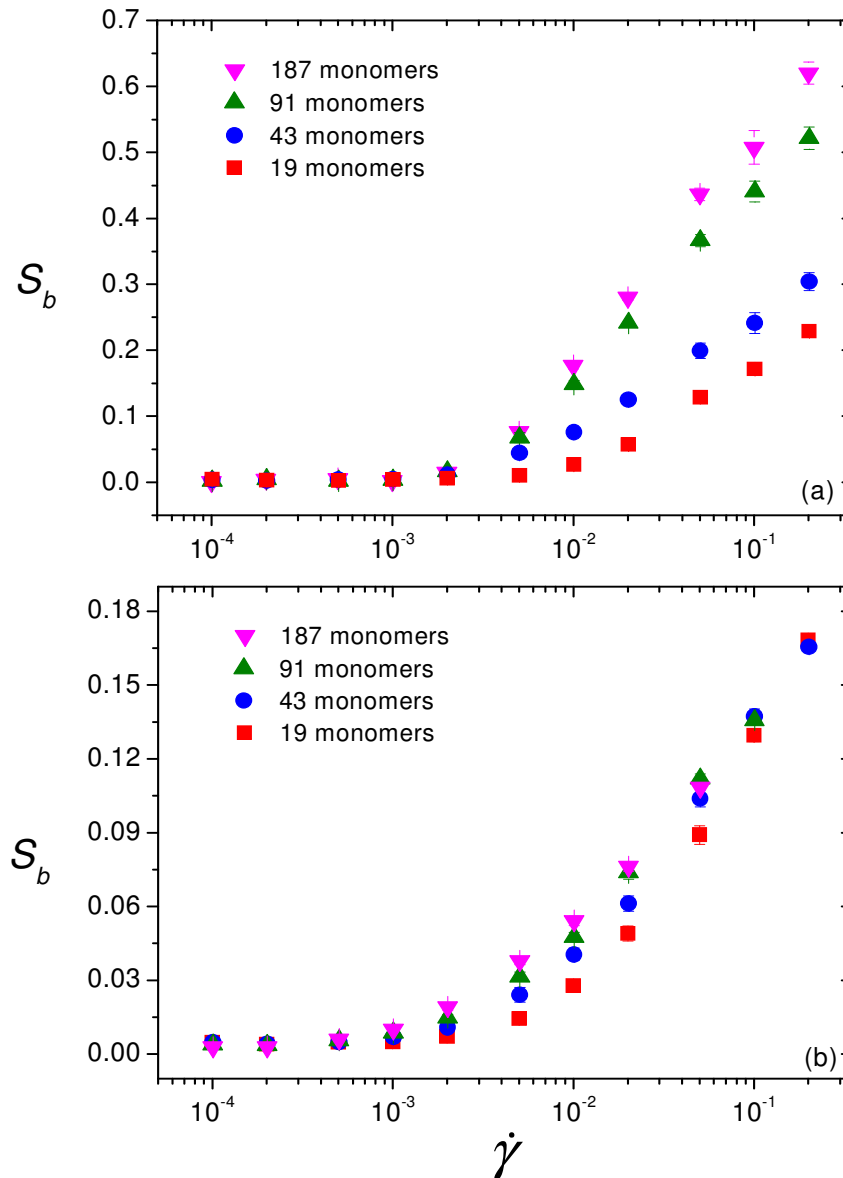 0.7
187 monomers
0.6
91 monomers
0.5
43 monomers
0.4
19 monomers
S_b
0.3
0.2
0.1
0.0
(a)
10^-4 10^-3 10^-2 10^-1
0.18
187 monomers
91 monomers
0.15
43 monomers
0.12
19 monomers
0.09
S_b
0.06
0.03
0.00
(b)
10^-4 10^-3 10^-2 10^-1
γ̇